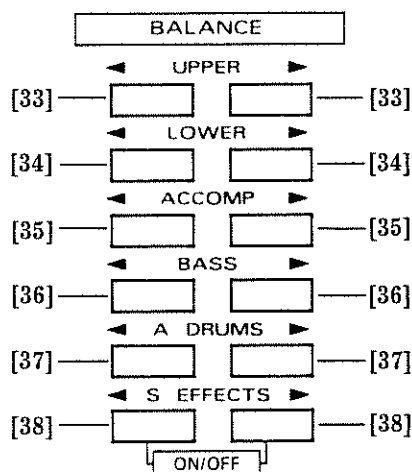 BALANCE
◄ UPPER ►
[33] [33]
◄ LOWER ►
[34] [34]
◄ ACCOMP ►
[35] [35]
◄ BASS ►
[36] [36]
◄ A DRUMS ►
[37] [37]
◄ S EFFECTS ►
[38] [38]
ON/OFF